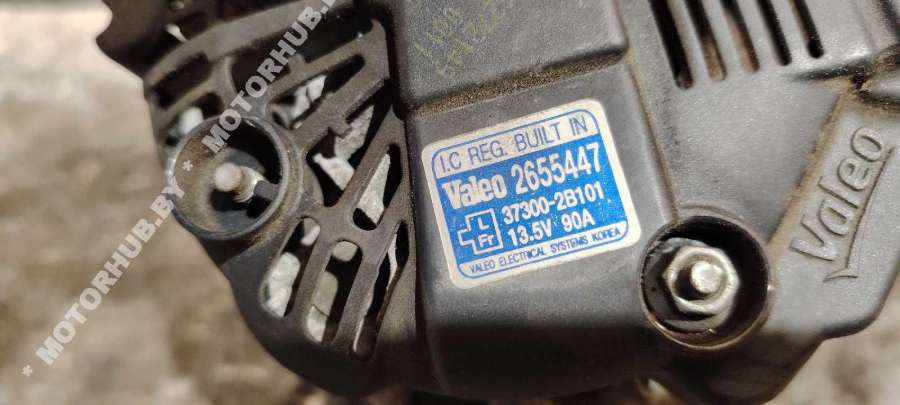 I.C REG. BUILT IN
Valeo 2655447
37300-2B101
L
Fr
13.5V 90A
VALEO ELECTRICAL SYSTEMS KOREA
Valeo
* MOTORHUB.BY * MOTORHUB.BY